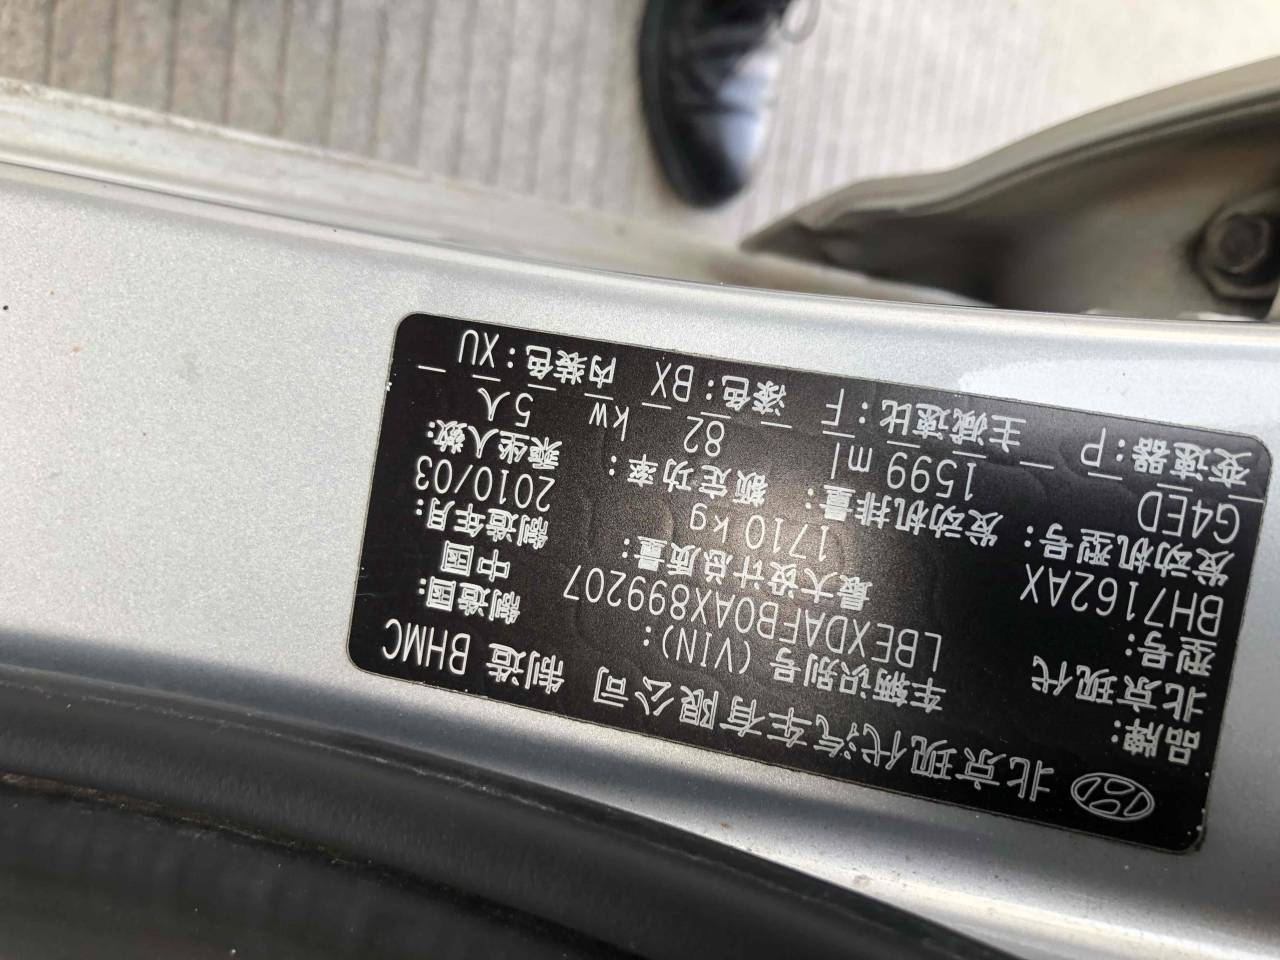 北京现代汽车有限公司 制造 BHMC
品牌: 车辆识别号(VIN): 制造国:
北京现代 LBEXDAFB0AX899207 中国
型号: 最大设计总质量: 制造年月:
BH7162AX 1710 kg 2010/03
发动机型号: 发动机排量: 额定功率: 乘坐人数:
G4ED 1599 ml 82 kw 5人
变速器: P 主减速比: F 漆色: BX 内装色: XU